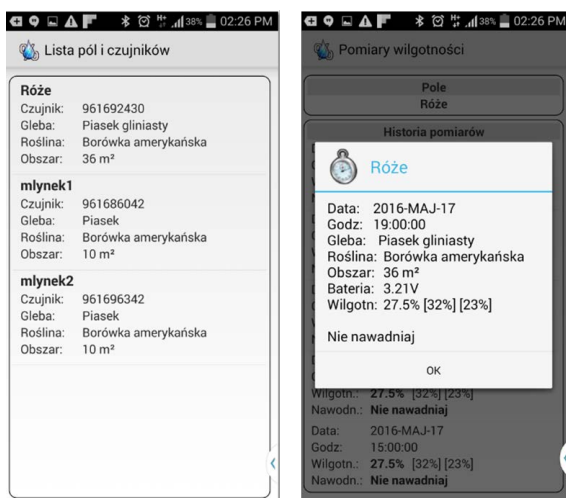 38% 02:26 PM
Lista pól i czujników
Róże
Czujnik: 961692430
Gleba: Piasek gliniasty
Roślina: Borówka amerykańska
Obszar: 36 m²
mlynek1
Czujnik: 961686042
Gleba: Piasek
Roślina: Borówka amerykańska
Obszar: 10 m²
mlynek2
Czujnik: 961696342
Gleba: Piasek
Roślina: Borówka amerykańska
Obszar: 10 m²
38% 02:26 PM
Pomiary wilgotności
Pole
Róże
Historia pomiarów
Róże
Data: 2016-MAJ-17
Godz: 19:00:00
Gleba: Piasek gliniasty
Roślina: Borówka amerykańska
Obszar: 36 m²
Bateria: 3.21V
Wilgotn: 27.5% [32%] [23%]
Nie nawadniaj
OK
Wilgotn.: 27.5% [32%] [23%]
Nawodn.: Nie nawadniaj
Data: 2016-MAJ-17
Godz: 15:00:00
Wilgotn.: 27.5% [32%] [23%]
Nawodn.: Nie nawadniaj